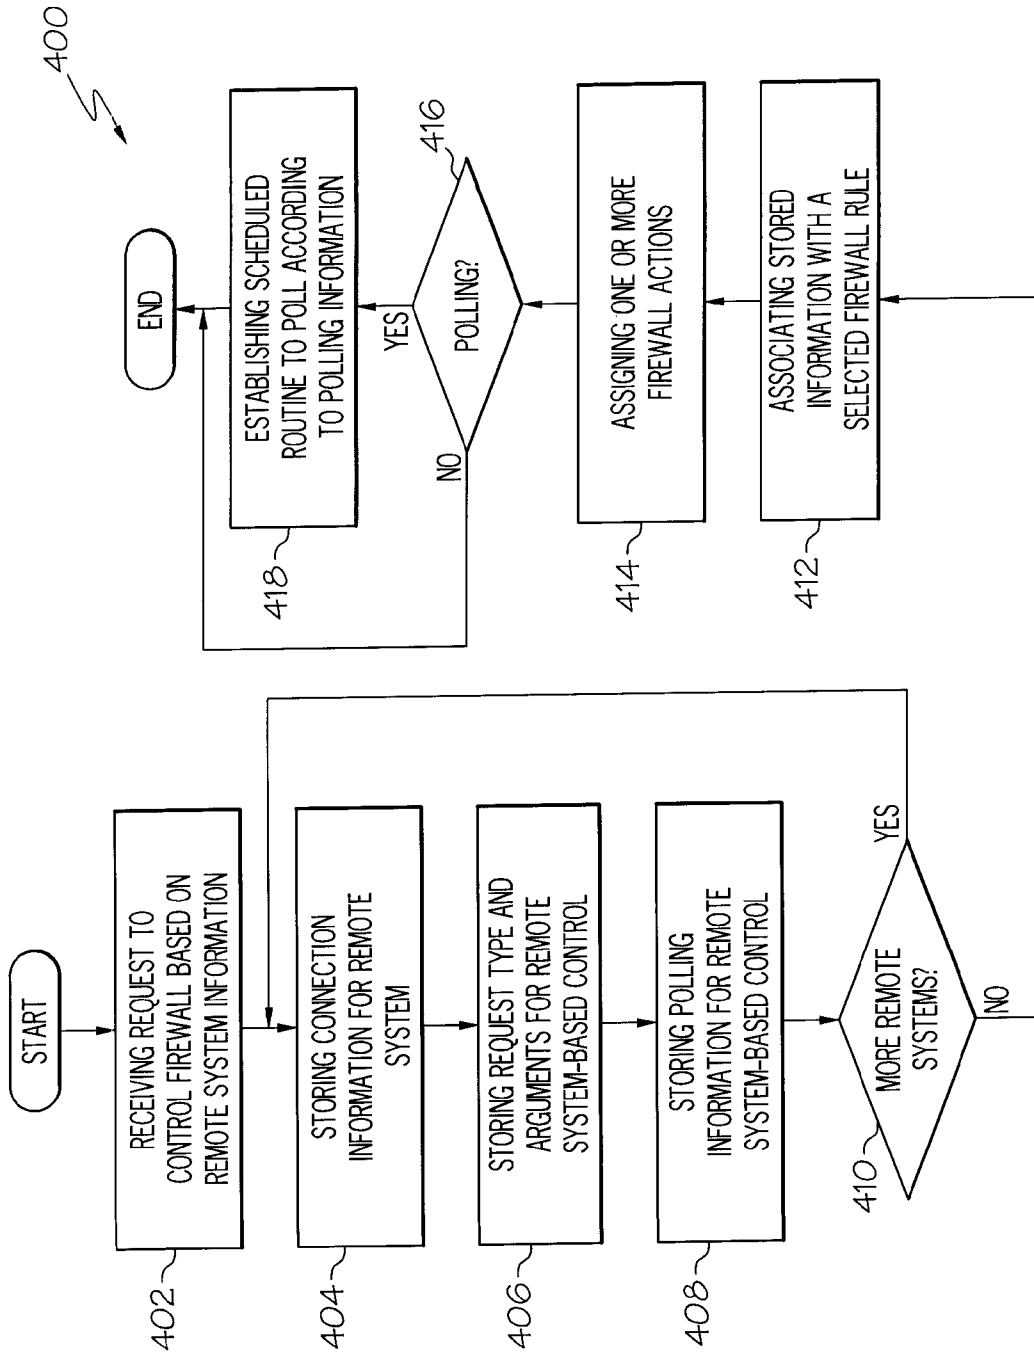 400
START
RECEIVING REQUEST TO
CONTROL FIREWALL BASED ON
REMOTE SYSTEM INFORMATION
402
STORING CONNECTION
INFORMATION FOR REMOTE
SYSTEM
404
STORING REQUEST TYPE AND
ARGUMENTS FOR REMOTE
SYSTEM-BASED CONTROL
406
STORING POLLING
INFORMATION FOR REMOTE
SYSTEM-BASED CONTROL
408
MORE REMOTE
SYSTEMS?
410
YES
NO
ASSOCIATING STORED
INFORMATION WITH A
SELECTED FIREWALL RULE
412
ASSIGNING ONE OR MORE
FIREWALL ACTIONS
414
POLLING?
416
NO
YES
ESTABLISHING SCHEDULED
ROUTINE TO POLL ACCORDING
TO POLLING INFORMATION
418
END